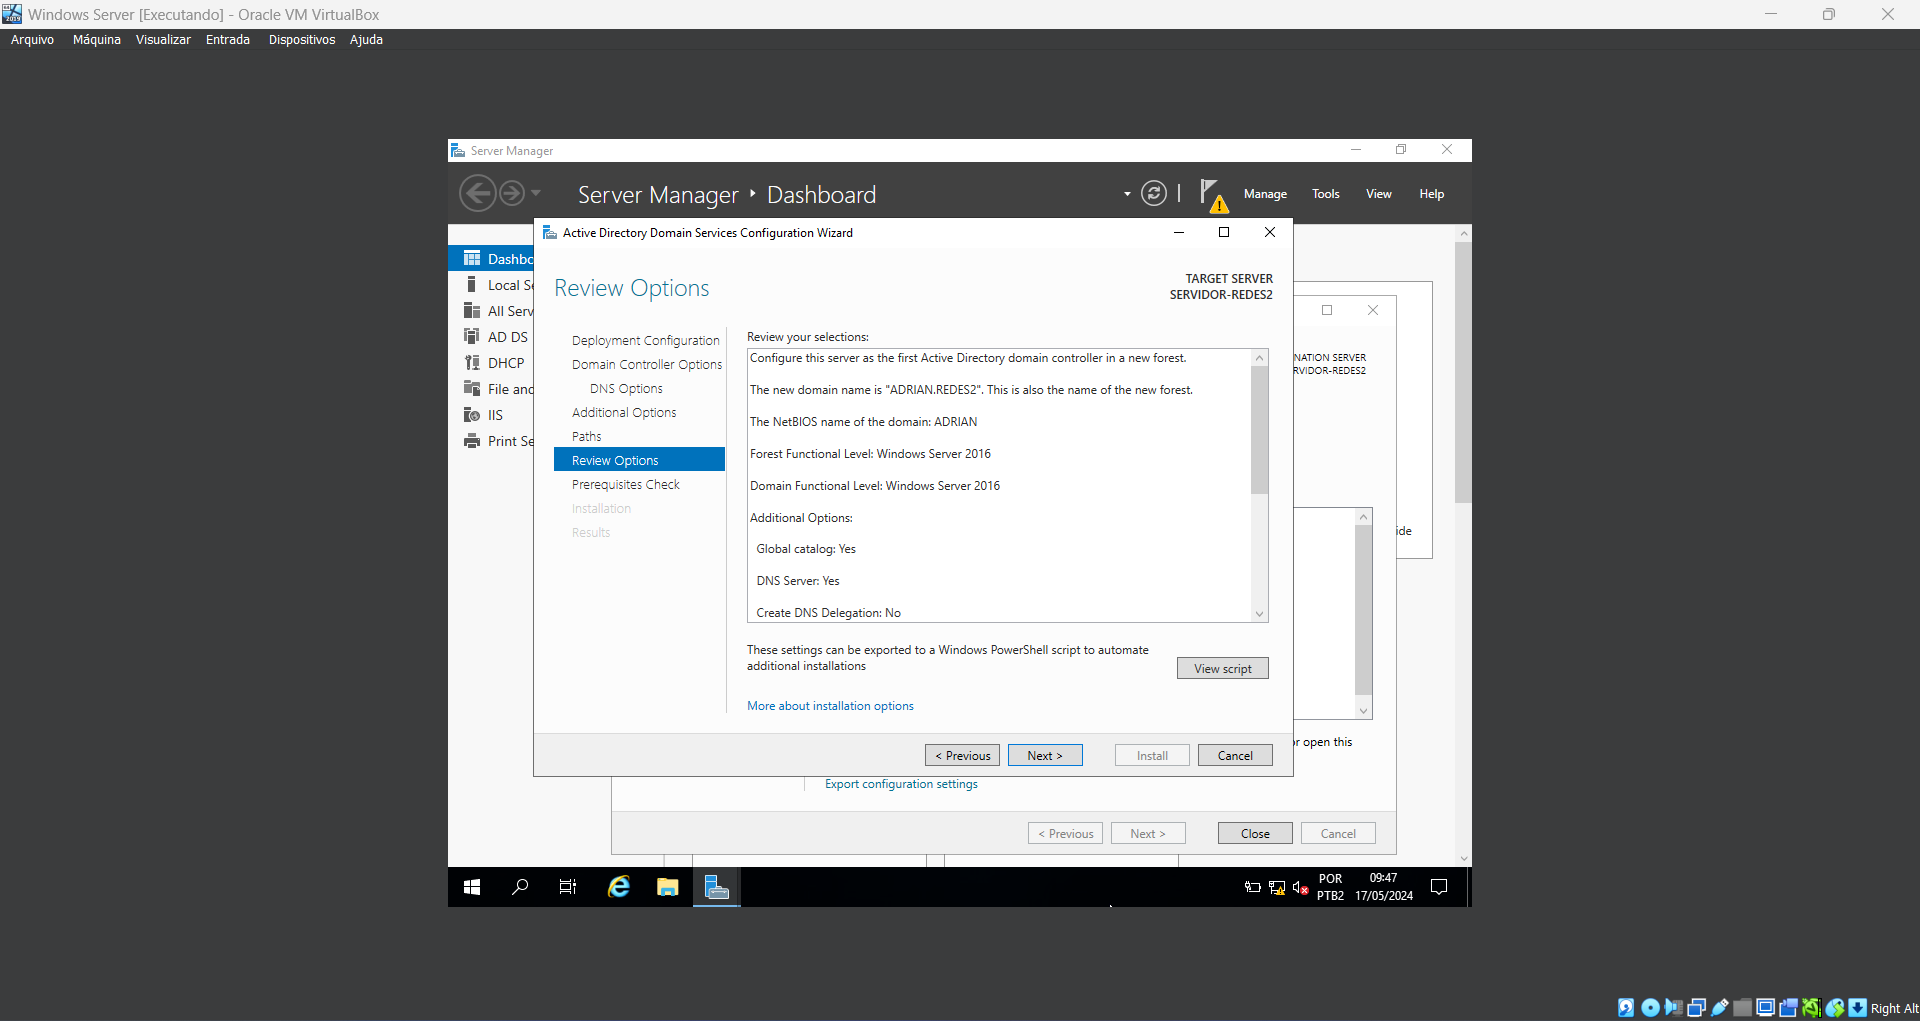 Windows Server [Executando] - Oracle VM VirtualBox
Arquivo Máquina Visualizar Entrada Dispositivos Ajuda
Server Manager
Server Manager Dashboard
Manage Tools View Help
Active Directory Domain Services Configuration Wizard
Dashbc
Local Se
All Serv
AD DS
DHCP
File and
IIS
Print Se
Review Options
TARGET SERVER
SERVIDOR-REDES2
Deployment Configuration
Domain Controller Options
DNS Options
Additional Options
Paths
Review Options
Prerequisites Check
Installation
Results
Review your selections:
Configure this server as the first Active Directory domain controller in a new forest.
The new domain name is "ADRIAN.REDES2". This is also the name of the new forest.
The NetBIOS name of the domain: ADRIAN
Forest Functional Level: Windows Server 2016
Domain Functional Level: Windows Server 2016
Additional Options:
Global catalog: Yes
DNS Server: Yes
Create DNS Delegation: No
These settings can be exported to a Windows PowerShell script to automate
additional installations
View script
More about installation options
< Previous Next > Install Cancel
NATION SERVER
RVIDOR-REDES2
ide
or open this
Export configuration settings
< Previous Next > Close Cancel
POR 09:47
PTB2 17/05/2024
Right Alt